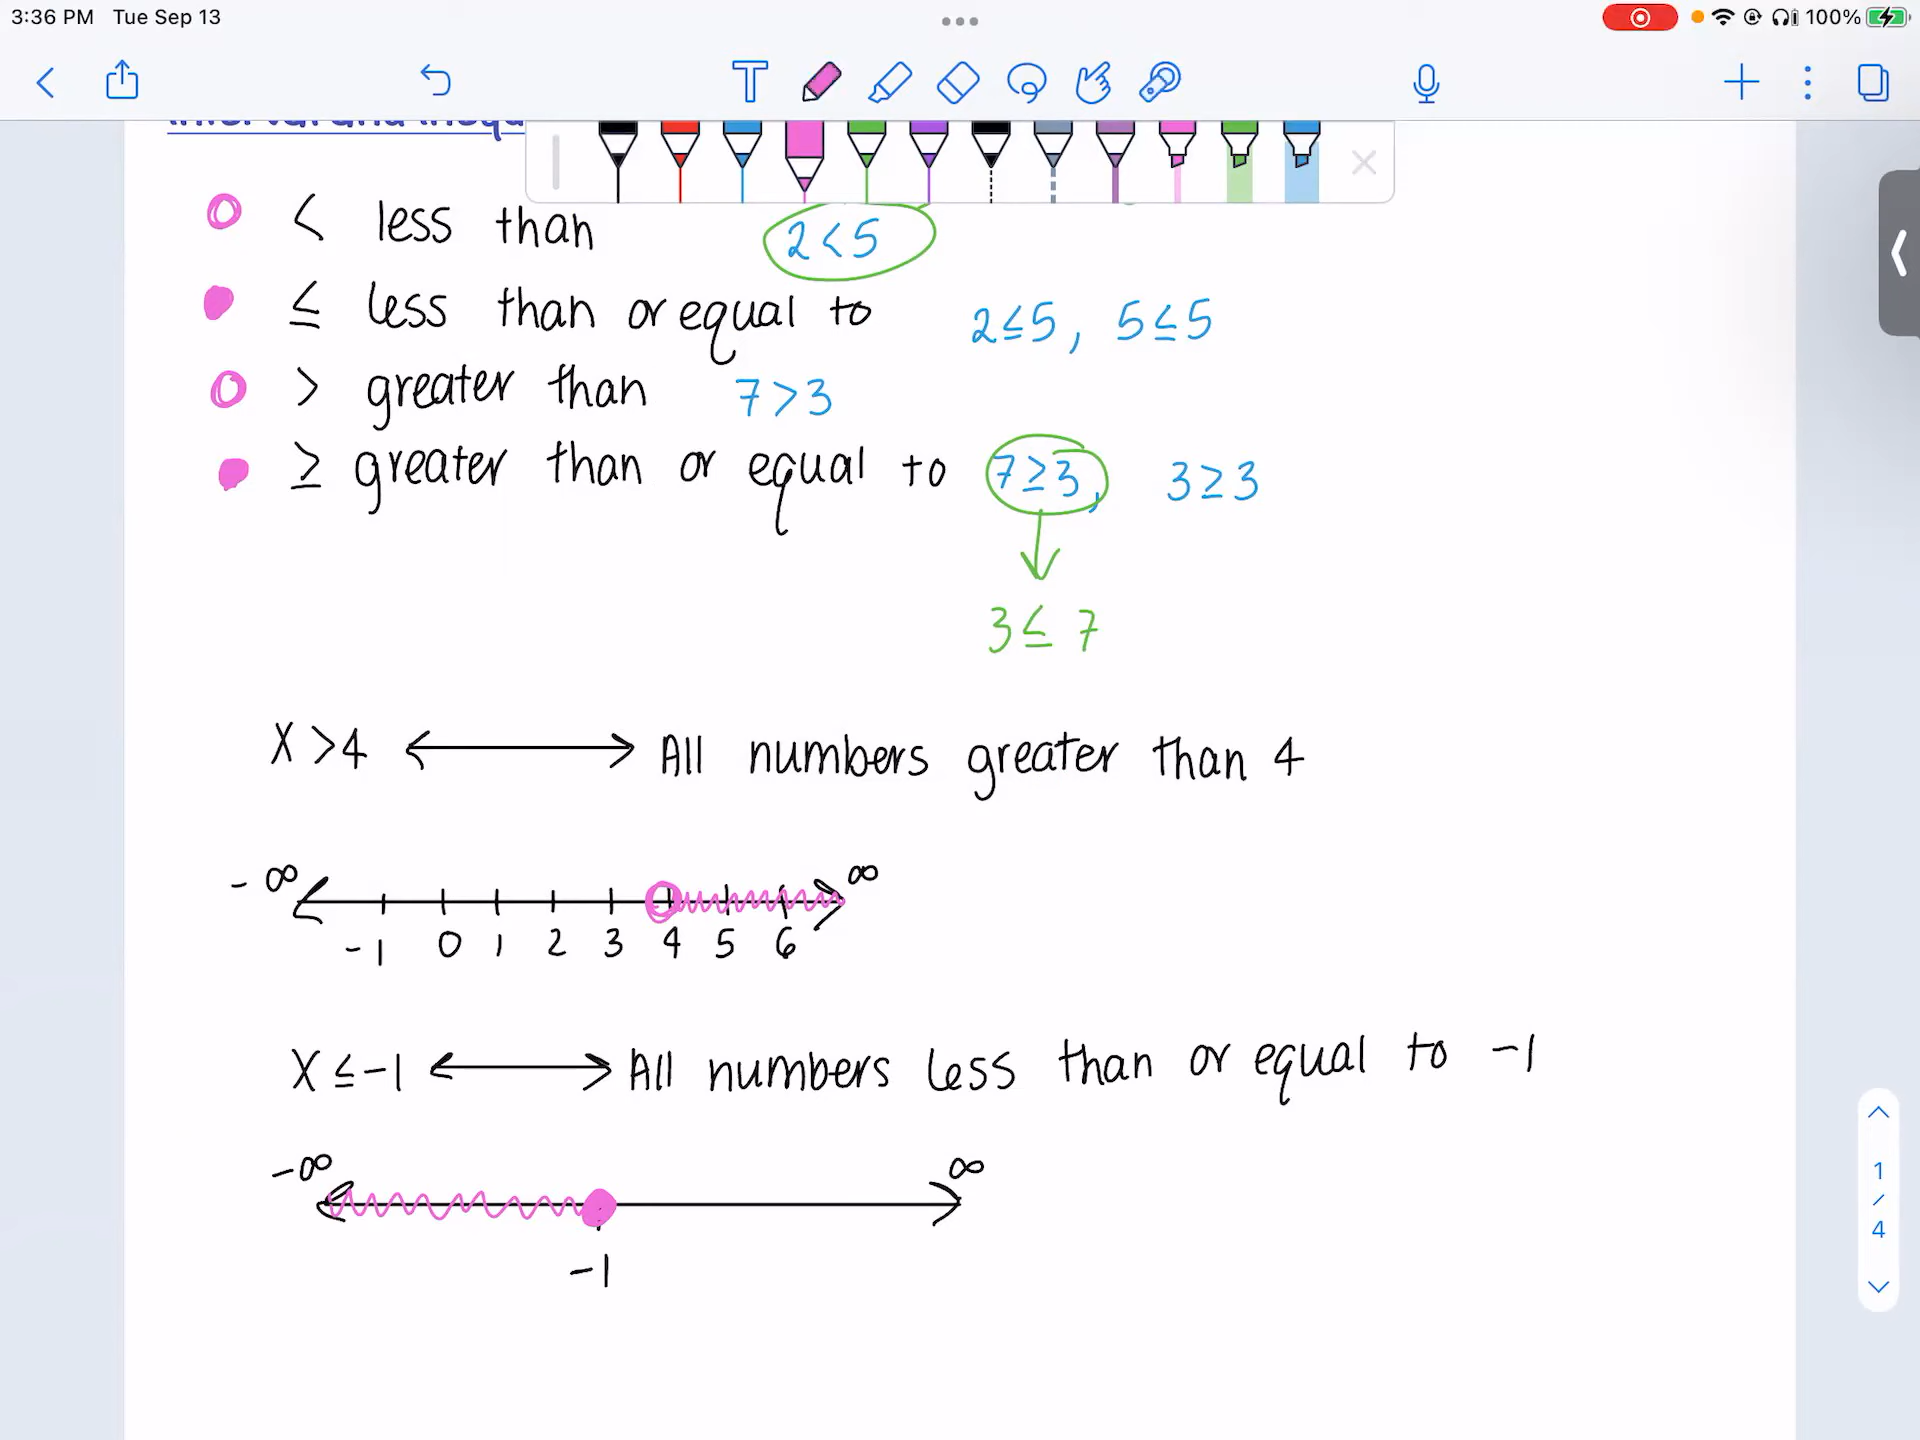 3:36 PM Tue Sep 13 100%
T
< less than 2<5
≤ less than or equal to 2≤5, 5≤5
> greater than 7>3
≥ greater than or equal to 7≥3, 3≥3
3≤ 7
X >4 ⟷ All numbers greater than 4
-∞ ∞
-1 0 1 2 3 4 5 6
X ≤ -1 ⟷ All numbers less than or equal to -1
-∞ ∞
-1
1
/
4